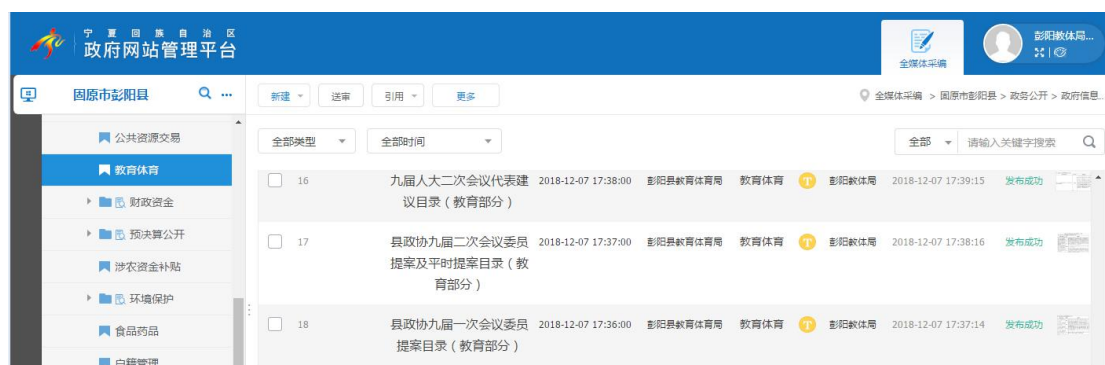 宁夏回族自治区
政府网站管理平台
全媒体采编
彭阳教体局...
固原市彭阳县
新建
送审
引用
更多
全媒体采编 > 固原市彭阳县 > 政务公开 > 政府信息..
公共资源交易
教育体育
财政资金
预决算公开
涉农资金补贴
环境保护
食品药品
户籍管理
全部类型
全部时间
全部
请输入关键字搜索
16 九届人大二次会议代表建 2018-12-07 17:38:00 彭阳县教育体育局 教育体育 T 彭阳教体局 2018-12-07 17:39:15 发布成功
议目录（教育部分）
17 县政协九届二次会议委员 2018-12-07 17:37:00 彭阳县教育体育局 教育体育 T 彭阳教体局 2018-12-07 17:38:16 发布成功
提案及平时提案目录（教
育部分）
18 县政协九届一次会议委员 2018-12-07 17:36:00 彭阳县教育体育局 教育体育 T 彭阳教体局 2018-12-07 17:37:14 发布成功
提案目录（教育部分）